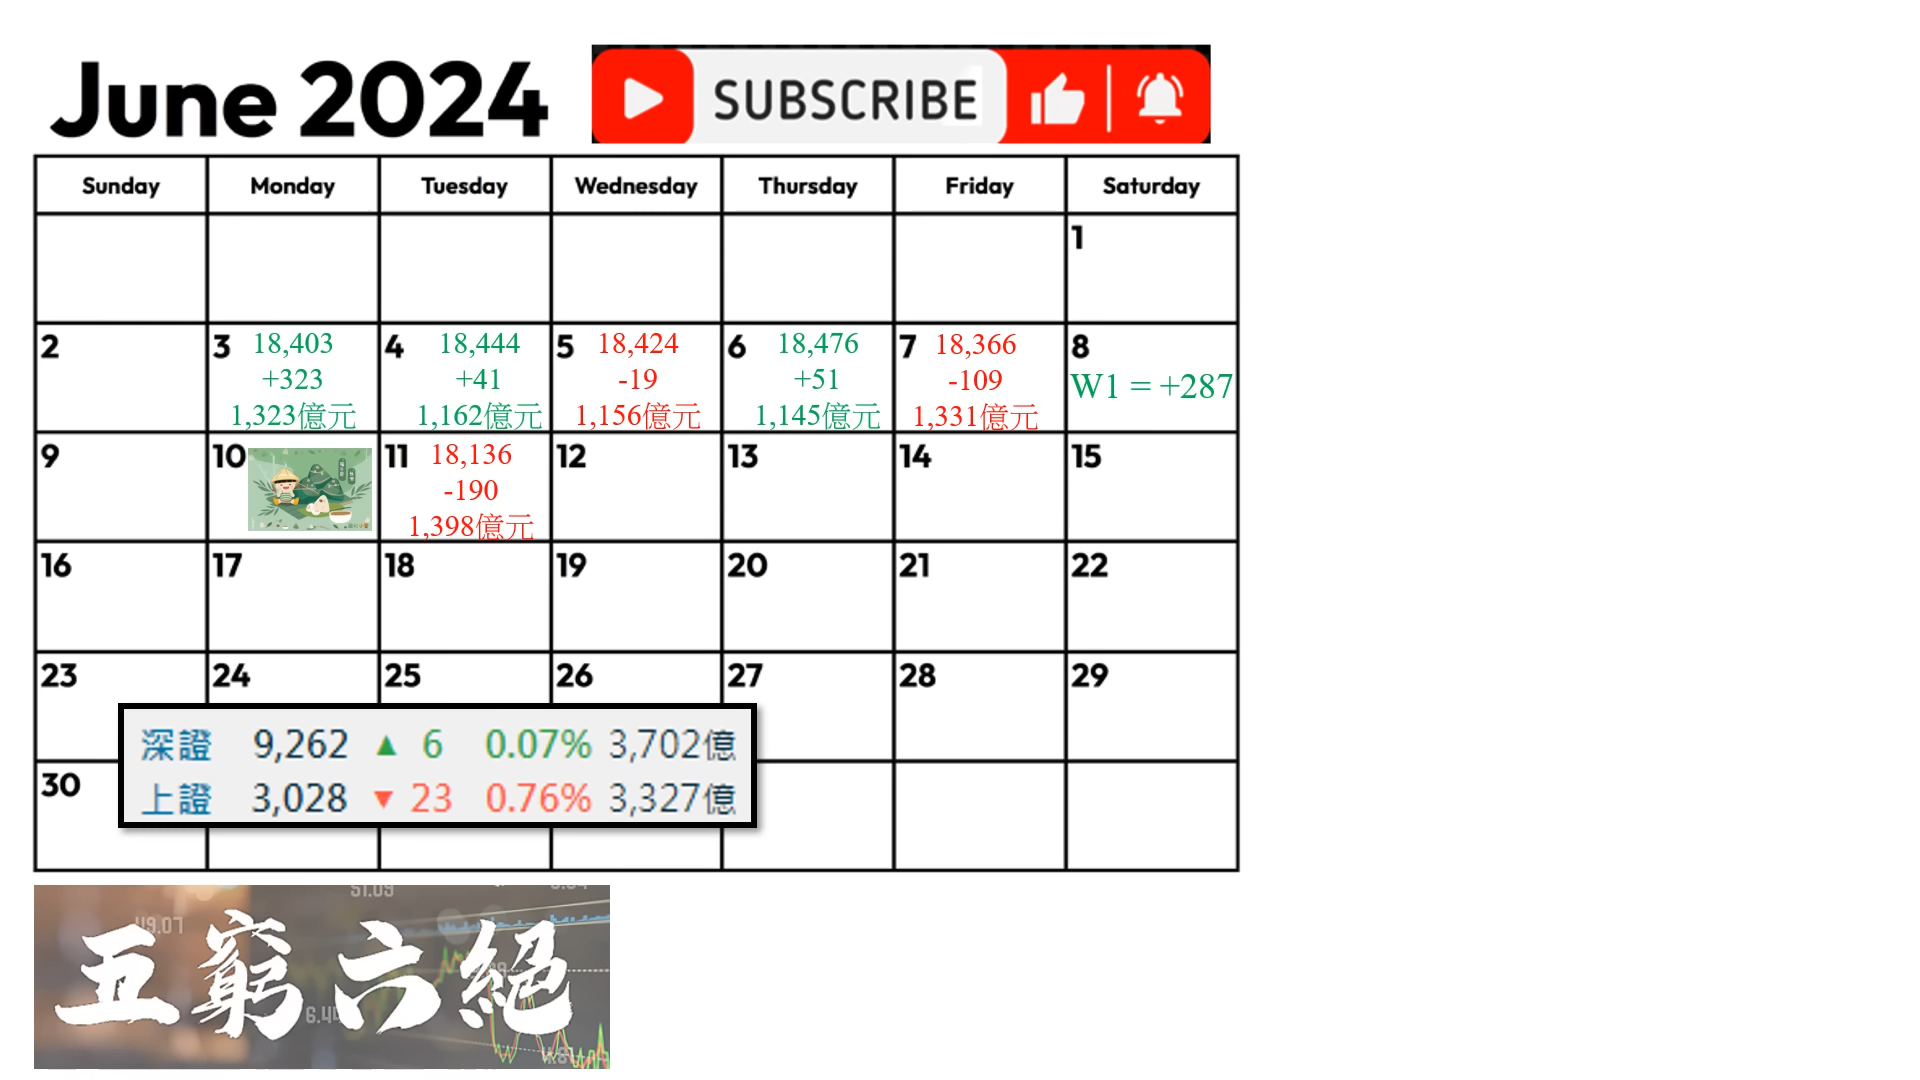 June 2024
SUBSCRIBE
Sunday Monday Tuesday Wednesday Thursday Friday Saturday
1
2 3 18,403 4 18,444 5 18,424 6 18,476 7 18,366 8
+323 +41 -19 +51 -109 W1 = +287
1,323億元 1,162億元 1,156億元 1,145億元 1,331億元
9 10 11 18,136 12 13 14 15
-190
1,398億元
16 17 18 19 20 21 22
23 24 25 26 27 28 29
深證 9,262 ▲ 6 0.07% 3,702億
30
上證 3,028 ▼ 23 0.76% 3,327億
51.09
49.07
五窮六絕